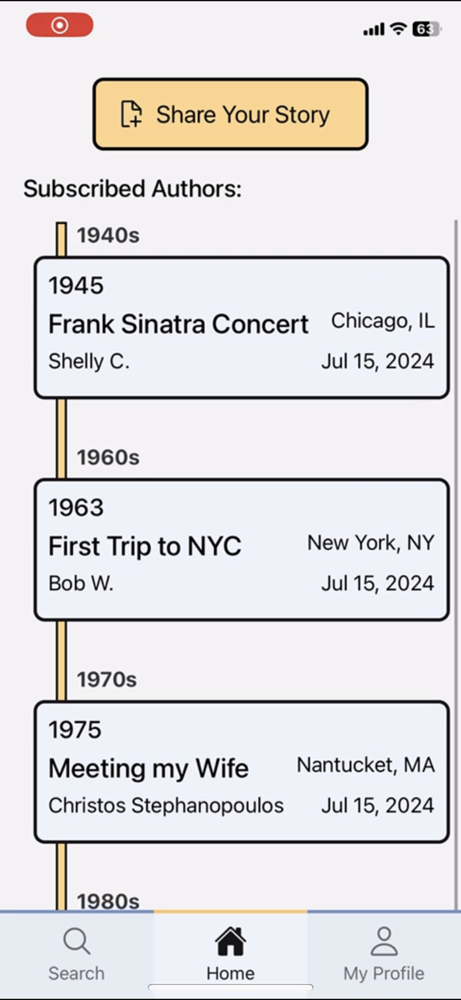 63
Share Your Story
Subscribed Authors:
1940s
1945
Frank Sinatra Concert Chicago, IL
Shelly C. Jul 15, 2024
1960s
1963
First Trip to NYC New York, NY
Bob W. Jul 15, 2024
1970s
1975
Meeting my Wife Nantucket, MA
Christos Stephanopoulos Jul 15, 2024
1980s
Search Home My Profile